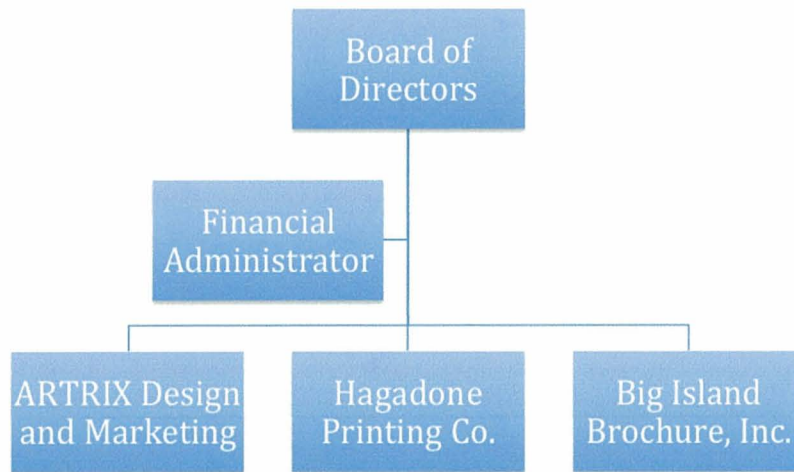 Board of
Directors
Financial
Administrator
ARTRIX Design
and Marketing
Hagadone
Printing Co.
Big Island
Brochure, Inc.